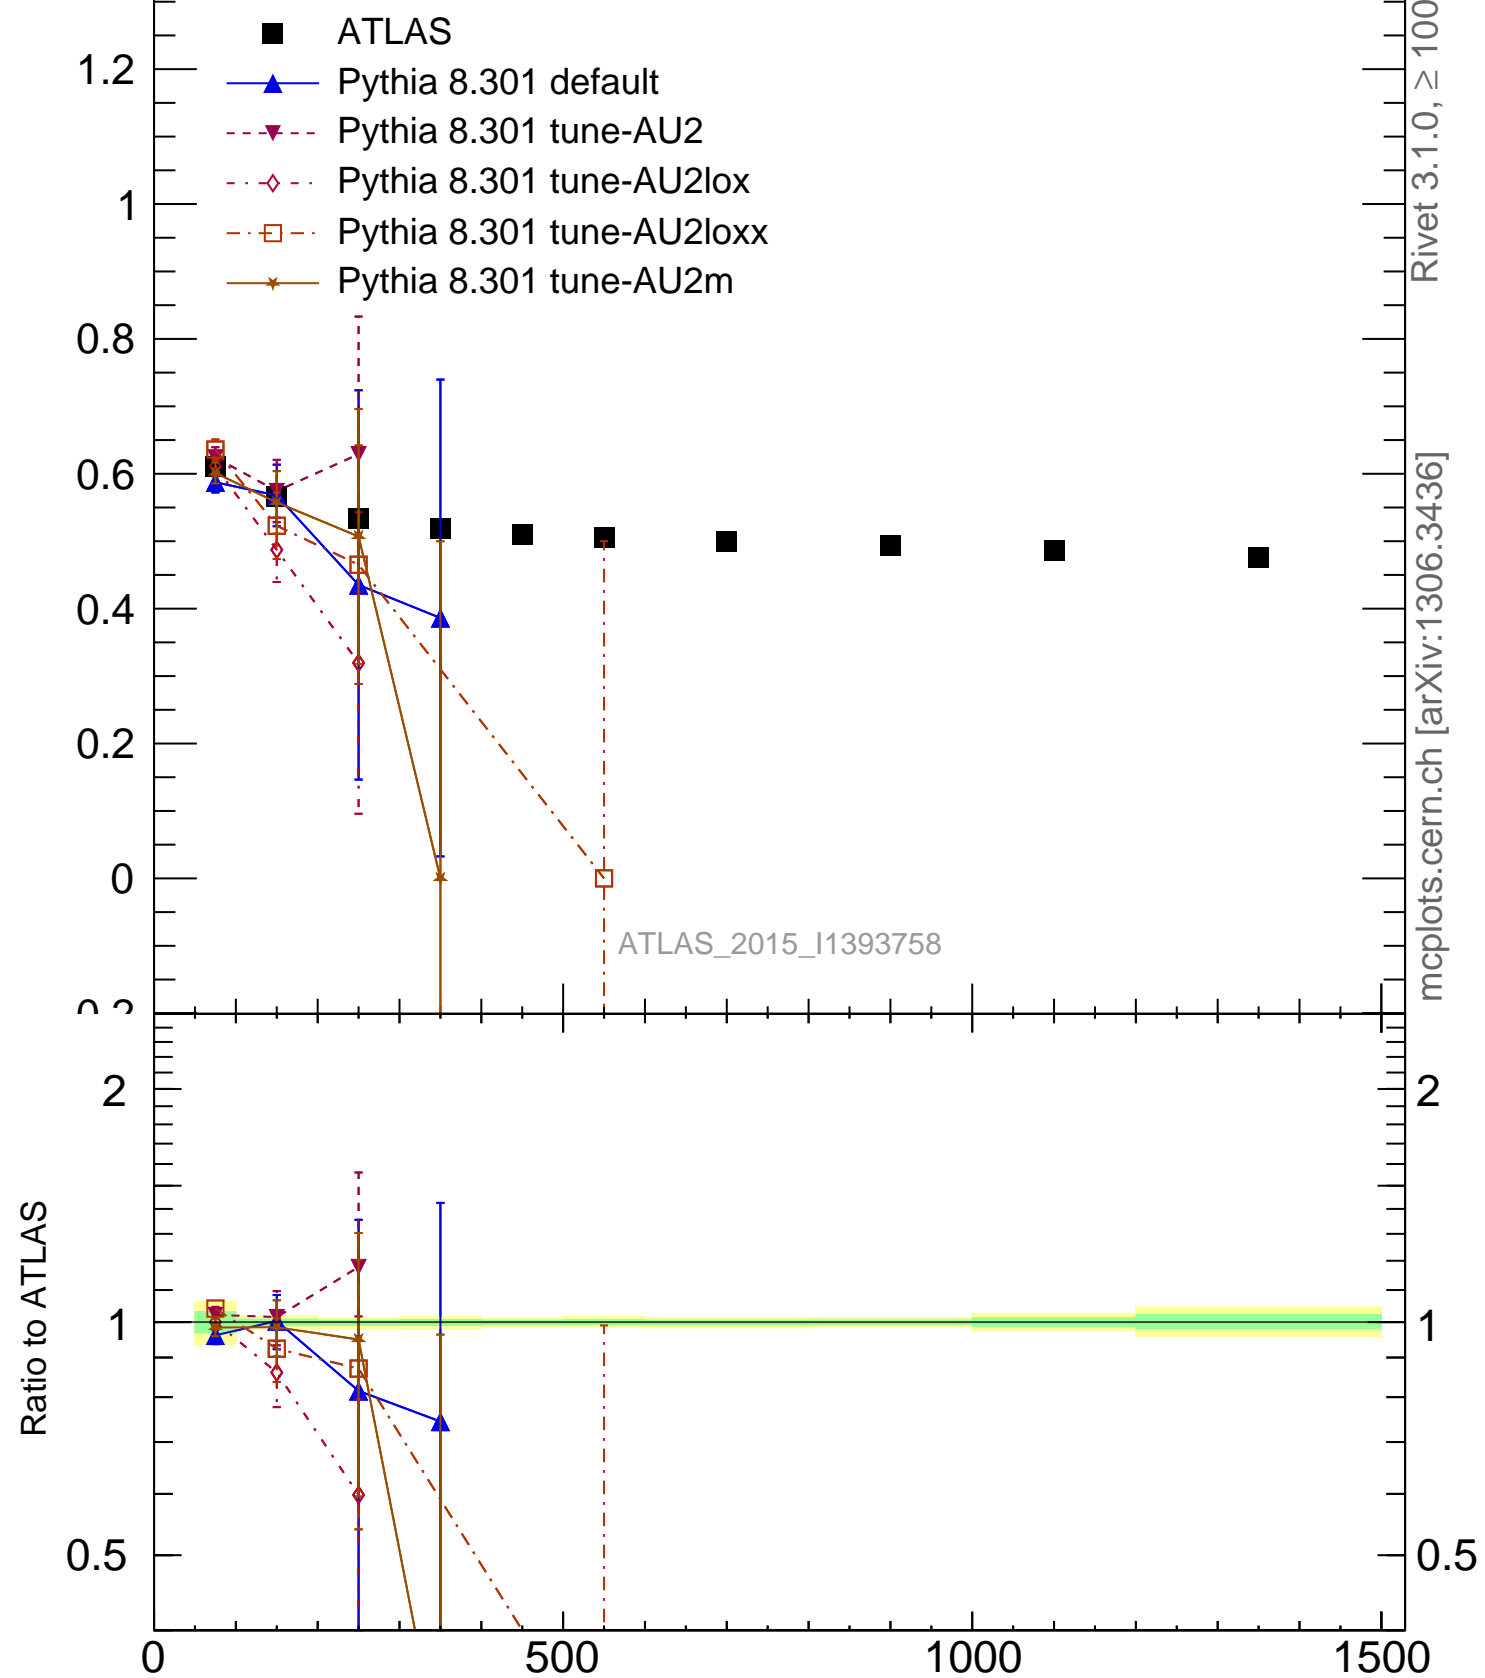 ATLAS
Pythia 8.301 default
Pythia 8.301 tune-AU2
Pythia 8.301 tune-AU2lox
Pythia 8.301 tune-AU2loxx
Pythia 8.301 tune-AU2m
1.2
1
0.8
0.6
0.4
0.2
0
0.2
ATLAS_2015_I1393758
Rivet 3.1.0, ≥ 100
mcplots.cern.ch [arXiv:1306.3436]
Ratio to ATLAS
2
1
0.5
2
1
0.5
0
500
1000
1500